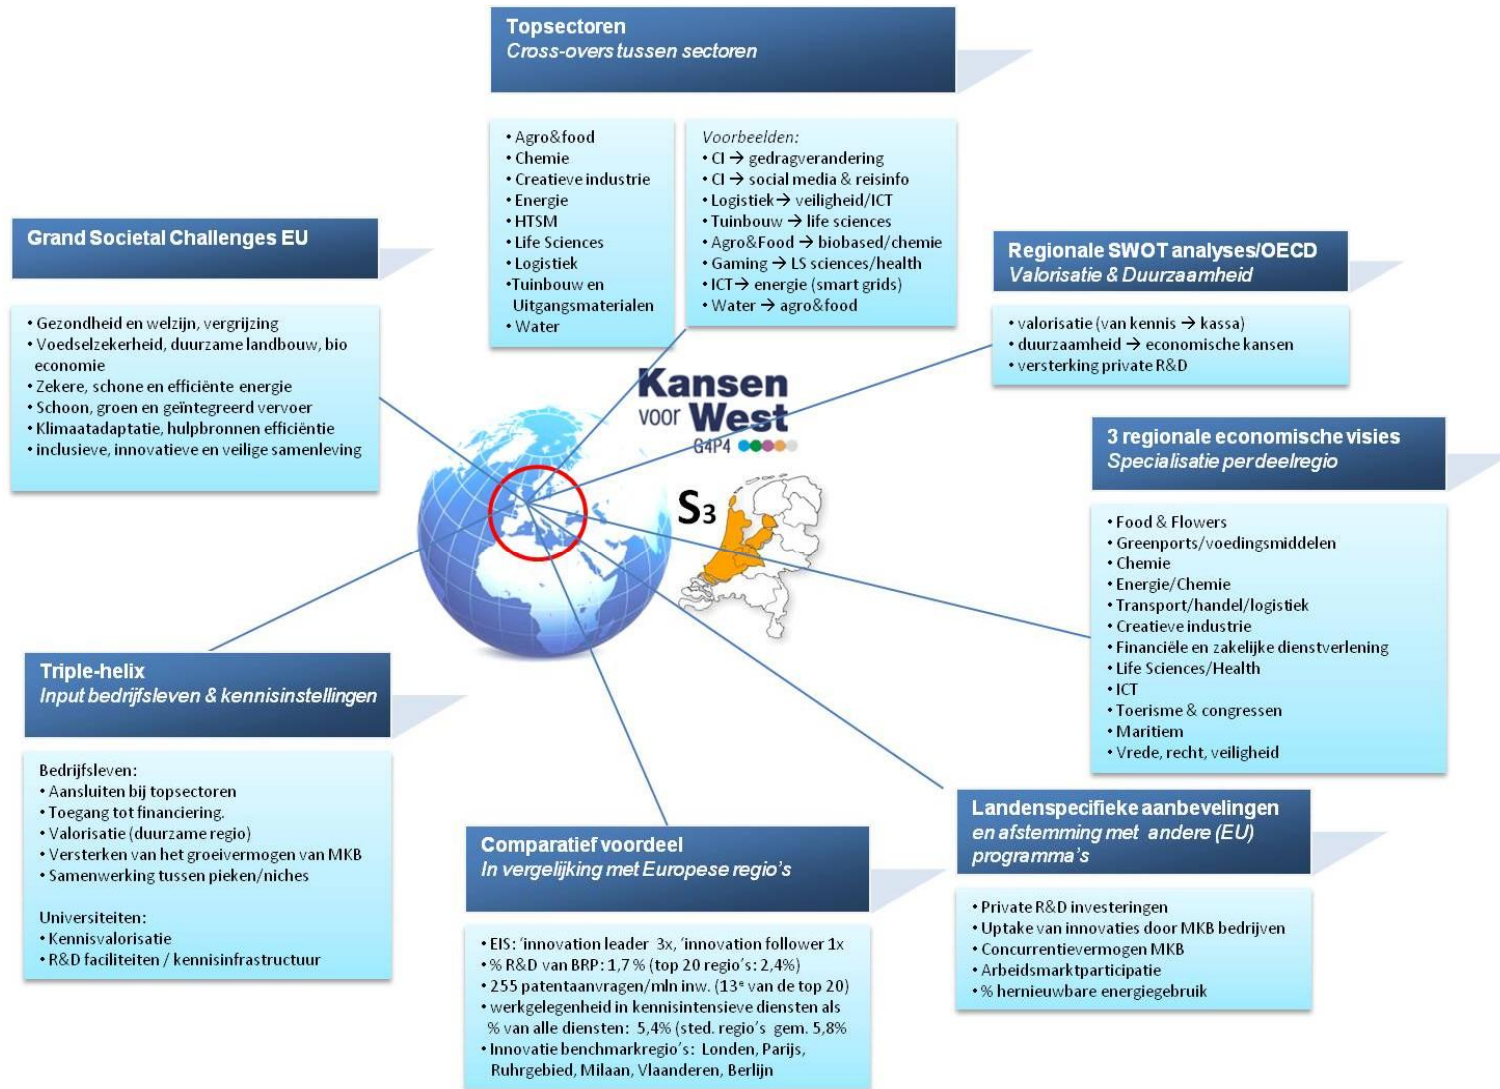 Topsectoren
Cross-overs tussen sectoren
• Agro&food
• Chemie
• Creatieve industrie
• Energie
• HTSM
• Life Sciences
• Logistiek
•Tuinbouw en
Uitgangsmaterialen
• Water
Voorbeelden:
• CI → gedragverandering
• CI → social media & reisinfo
• Logistiek→ veiligheid/ICT
• Tuinbouw → life sciences
• Agro&Food → biobased/chemie
• Gaming → LS sciences/health
• ICT→ energie (smart grids)
• Water → agro&food
Grand Societal Challenges EU
• Gezondheid en welzijn, vergrijzing
• Voedselzekerheid, duurzame landbouw, bio
economie
• Zekere, schone en efficiënte energie
• Schoon, groen en geïntegreerd vervoer
• Klimaatadaptatie, hulpbronnen efficiëntie
• inclusieve, innovatieve en veilige samenleving
Regionale SWOT analyses/OECD
Valorisatie & Duurzaamheid
• valorisatie (van kennis → kassa)
• duurzaamheid → economische kansen
• versterking private R&D
Kansen
voor West
G4P4
S3
3 regionale economische visies
Specialisatie per deelregio
• Food & Flowers
• Greenports/voedingsmiddelen
• Chemie
• Energie/Chemie
• Transport/handel/logistiek
• Creatieve industrie
• Financiële en zakelijke dienstverlening
• Life Sciences/Health
• ICT
• Toerisme & congressen
• Maritiem
• Vrede, recht, veiligheid
Triple-helix
Input bedrijfsleven & kennisinstellingen
Bedrijfsleven:
• Aansluiten bij topsectoren
• Toegang tot financiering.
• Valorisatie (duurzame regio)
• Versterken van het groeivermogen van MKB
• Samenwerking tussen pieken/niches
Universiteiten:
• Kennisvalorisatie
• R&D faciliteiten / kennisinfrastructuur
Comparatief voordeel
In vergelijking met Europese regio's
• EIS: 'innovation leader 3x, 'innovation follower 1x
• % R&D van BRP: 1,7 % (top 20 regio's: 2,4%)
• 255 patentaanvragen/mln inw. (13e van de top 20)
• werkgelegenheid in kennisintensieve diensten als
% van alle diensten: 5,4% (sted. regio's gem. 5,8%
• Innovatie benchmarkregio's: Londen, Parijs,
Ruhrgebied, Milaan, Vlaanderen, Berlijn
Landenspecifieke aanbevelingen
en afstemming met andere (EU)
programma's
• Private R&D investeringen
• Uptake van innovaties door MKB bedrijven
• Concurrentievermogen MKB
• Arbeidsmarktparticipatie
• % hernieuwbare energiegebruik